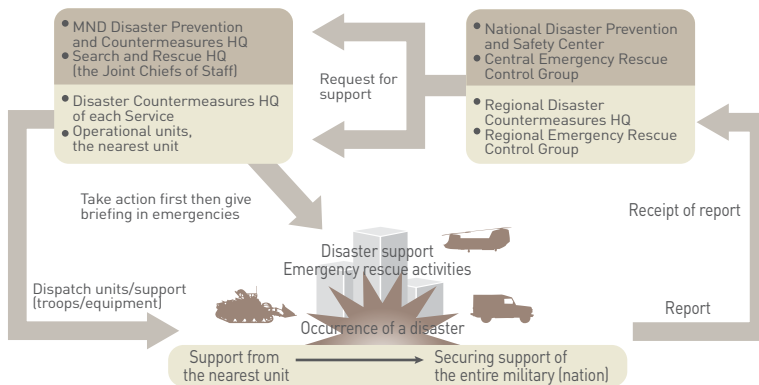 ● MND Disaster Prevention
and Countermeasures HQ
● Search and Rescue HQ
(the Joint Chiefs of Staff)
● Disaster Countermeasures HQ
of each Service
● Operational units,
the nearest unit
Request for
support
● National Disaster Prevention
and Safety Center
● Central Emergency Rescue
Control Group
● Regional Disaster
Countermeasures HQ
● Regional Emergency Rescue
Control Group
Take action first then give
briefing in emergencies
Receipt of report
Disaster support
Emergency rescue activities
Dispatch units/support
(troops/equipment)
Occurrence of a disaster
Report
Support from
the nearest unit
Securing support of
the entire military (nation)